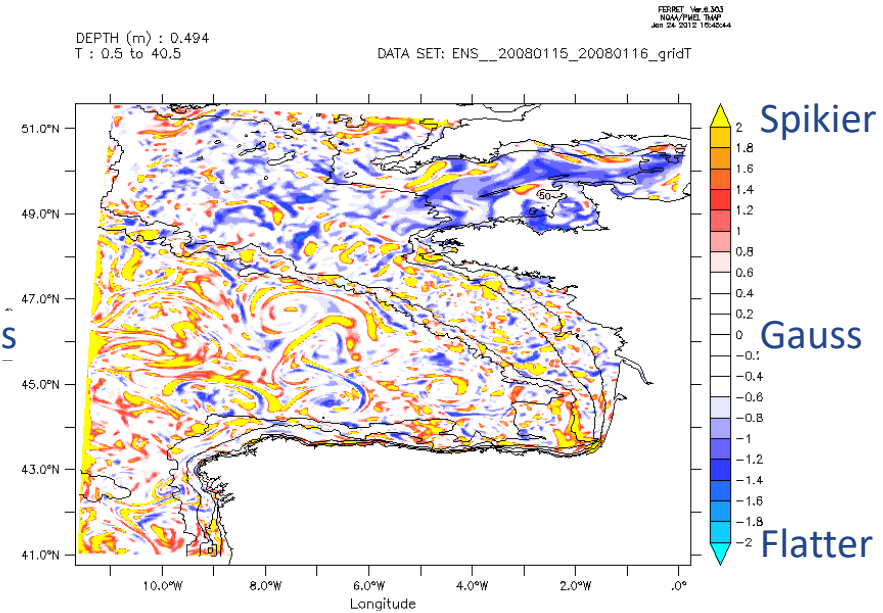 FERRET Ver.6.303
NOAA/PMEL TMAP
Jan 24 2012 16:45:44
DEPTH (m) : 0.494
T : 0.5 to 40.5
DATA SET: ENS__20080115_20080116_gridT
51.0°N
49.0°N
47.0°N
45.0°N
43.0°N
41.0°N
10.0°W
8.0°W
6.0°W
4.0°W
2.0°W
.0°
Longitude
50
2
1.8
1.6
1.4
1.2
1
0.8
0.6
0.4
0.2
0
-0.4
-0.6
-0.8
-1
-1.2
-1.4
-1.6
-1.8
-2
Spikier
Gauss
Flatter
s